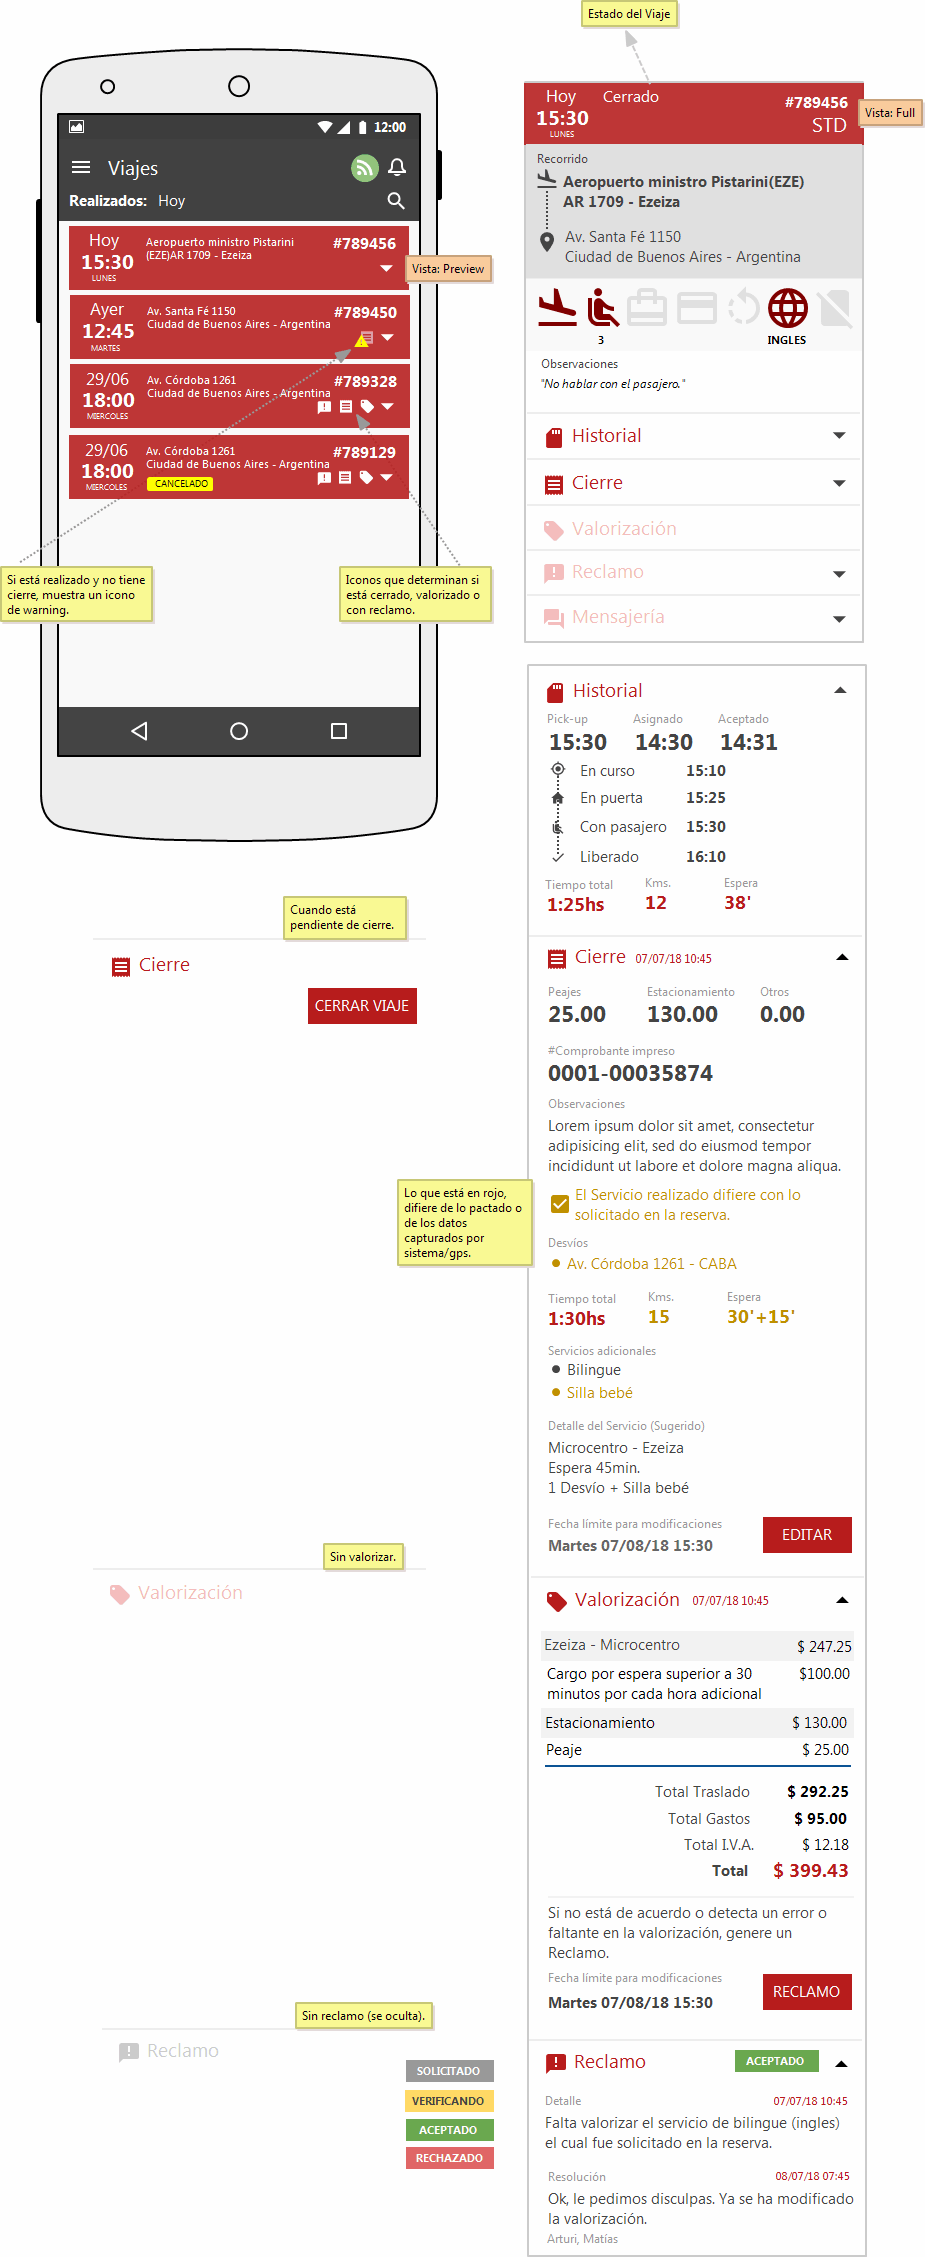 Estado del Viaje
Hoy
Cerrado
#789456
15:30
STD
LUNES
Vista: Full
12:00
Viajes
Realizados: Hoy
Hoy
15:30
LUNES
Aeropuerto ministro Pistarini
(EZE)AR 1709 - Ezeiza
#789456
Vista: Preview
Ayer
12:45
MARTES
Av. Santa Fé 1150
Ciudad de Buenos Aires - Argentina
#789450
29/06
18:00
MIERCOLES
Av. Córdoba 1261
Ciudad de Buenos Aires - Argentina
#789328
29/06
18:00
MIERCOLES
Av. Córdoba 1261
Ciudad de Buenos Aires - Argentina
CANCELADO
#789129
Si está realizado y no tiene
cierre, muestra un icono
de warning.
Iconos que determinan si
está cerrado, valorizado o
con reclamo.
Recorrido
Aeropuerto ministro Pistarini(EZE)
AR 1709 - Ezeiza
Av. Santa Fé 1150
Ciudad de Buenos Aires - Argentina
3
INGLES
Observaciones
"No hablar con el pasajero."
Historial
Cierre
Valorización
Reclamo
Mensajería
Historial
Pick-up
Asignado
Aceptado
15:30
14:30
14:31
En curso 15:10
En puerta 15:25
Con pasajero 15:30
Liberado 16:10
Tiempo total
Kms.
Espera
1:25hs
12
38'
Cuando está
pendiente de cierre.
Cierre
CERRAR VIAJE
Cierre 07/07/18 10:45
Peajes
Estacionamiento
Otros
25.00
130.00
0.00
#Comprobante impreso
0001-00035874
Observaciones
Lorem ipsum dolor sit amet, consectetur
adipisicing elit, sed do eiusmod tempor
incididunt ut labore et dolore magna aliqua.
Lo que está en rojo,
difiere de lo pactado o
de los datos
capturados por
sistema/gps.
El Servicio realizado difiere con lo
solicitado en la reserva.
Desvíos
Av. Córdoba 1261 - CABA
Tiempo total
Kms.
Espera
1:30hs
15
30'+15'
Servicios adicionales
Bilingue
Silla bebé
Detalle del Servicio (Sugerido)
Microcentro - Ezeiza
Espera 45min.
1 Desvío + Silla bebé
Fecha límite para modificaciones
Martes 07/08/18 15:30
EDITAR
Sin valorizar.
Valorización
Valorización 07/07/18 10:45
Ezeiza - Microcentro $ 247.25
Cargo por espera superior a 30 $100.00
minutos por cada hora adicional
Estacionamiento $ 130.00
Peaje $ 25.00
Total Traslado $ 292.25
Total Gastos $ 95.00
Total I.V.A. $ 12.18
Total $ 399.43
Si no está de acuerdo o detecta un error o
faltante en la valorización, genere un
Reclamo.
Fecha límite para modificaciones
Martes 07/08/18 15:30
RECLAMO
Sin reclamo (se oculta).
Reclamo
SOLICITADO
VERIFICANDO
ACEPTADO
RECHAZADO
Reclamo ACEPTADO
Detalle 07/07/18 10:45
Falta valorizar el servicio de bilingue (ingles)
el cual fue solicitado en la reserva.
Resolución 08/07/18 07:45
Ok, le pedimos disculpas. Ya se ha modificado
la valorización.
Arturi, Matías